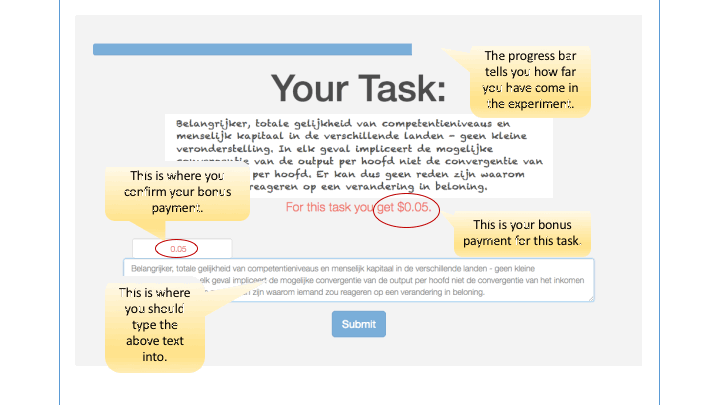 The progress bar
tells you how far
you have come in
the experiment.
Your Task:
Belangrijker, totale gelijkheid van competentieniveaus en
menselijk kapitaal in de verschillende landen - geen kleine
veronderstelling. In elk geval impliceert de mogelijke
van de output per hoofd niet de convergentie van
per hoofd. Er kan dus geen reden zijn waarom
reageren op een verandering in beloning.
This is where you
confirm your bonus
payment.
For this task you get $0.05.
This is your bonus
payment for this task.
0.05
Belangrijker, totale gelijkheid van competentieniveaus en menselijk kapitaal in de verschillende landen - geen kleine
elk geval impliceert de mogelijke convergentie van de output per hoofd niet de convergentie van het inkomen
zijn waarom iemand zou reageren op een verandering in beloning.
This is where
you should
type the
above text
into.
Submit